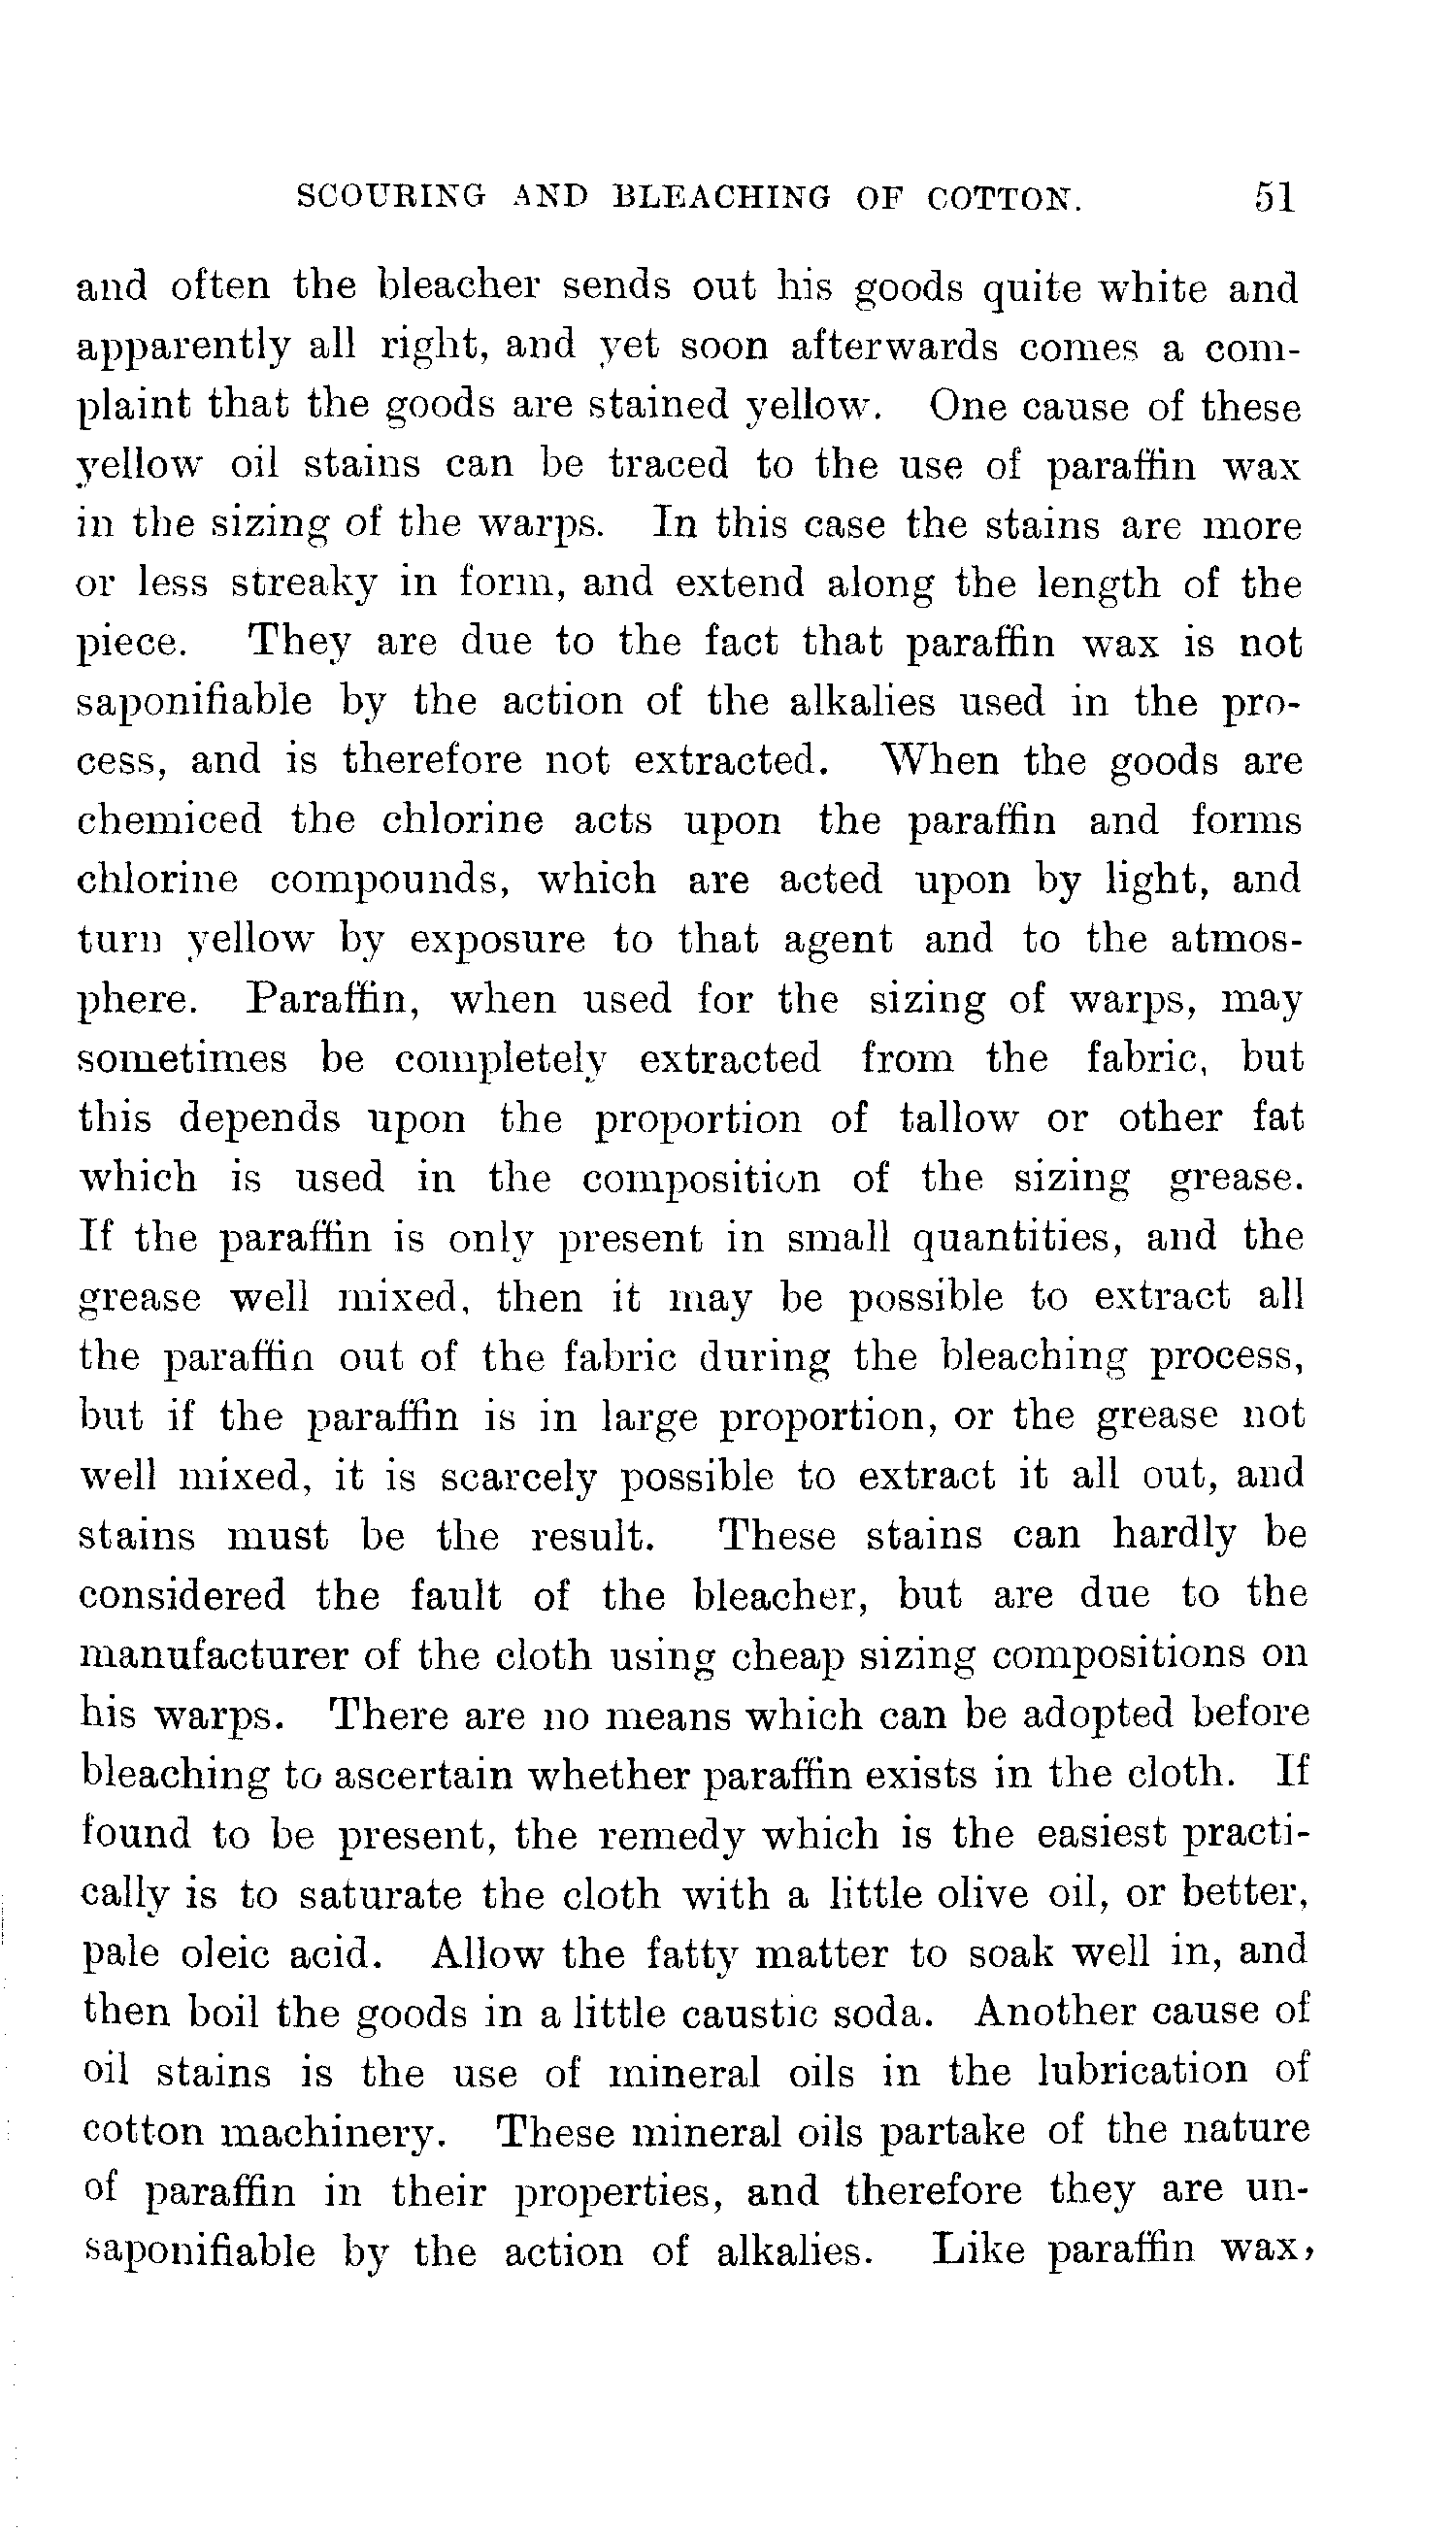 SCOURING AND BLEACHING OF COTTON. 51
and often the bleacher sends out his goods quite white and
apparently all right, and yet soon afterwards comes a com-
plaint that the goods are stained yellow. One cause of these
yellow oil stains can be traced to the use of paraffin wax
in the sizing of the warps. In this case the stains are more
or less streaky in form, and extend along the length of the
piece. They are due to the fact that paraffin wax is not
saponifiable by the action of the alkalies used in the pro-
cess, and is therefore not extracted. When the goods are
chemiced the chlorine acts upon the paraffin and forms
chlorine compounds, which are acted upon by light, and
turn yellow by exposure to that agent and to the atmos-
phere. Paraffin, when used for the sizing of warps, may
sometimes be completely extracted from the fabric, but
this depends upon the proportion of tallow or other fat
which is used in the composition of the sizing grease.
If the paraffin is only present in small quantities, and the
grease well mixed, then it may be possible to extract all
the paraffin out of the fabric during the bleaching process,
but if the paraffin is in large proportion, or the grease not
well mixed, it is scarcely possible to extract it all out, and
stains must be the result. These stains can hardly be
considered the fault of the bleacher, but are due to the
manufacturer of the cloth using cheap sizing compositions on
his warps. There are no means which can be adopted before
bleaching to ascertain whether paraffin exists in the cloth. If
found to be present, the remedy which is the easiest practi-
cally is to saturate the cloth with a little olive oil, or better,
pale oleic acid. Allow the fatty matter to soak well in, and
then boil the goods in a little caustic soda. Another cause of
oil stains is the use of mineral oils in the lubrication of
cotton machinery. These mineral oils partake of the nature
of paraffin in their properties, and therefore they are un-
saponifiable by the action of alkalies. Like paraffin wax,